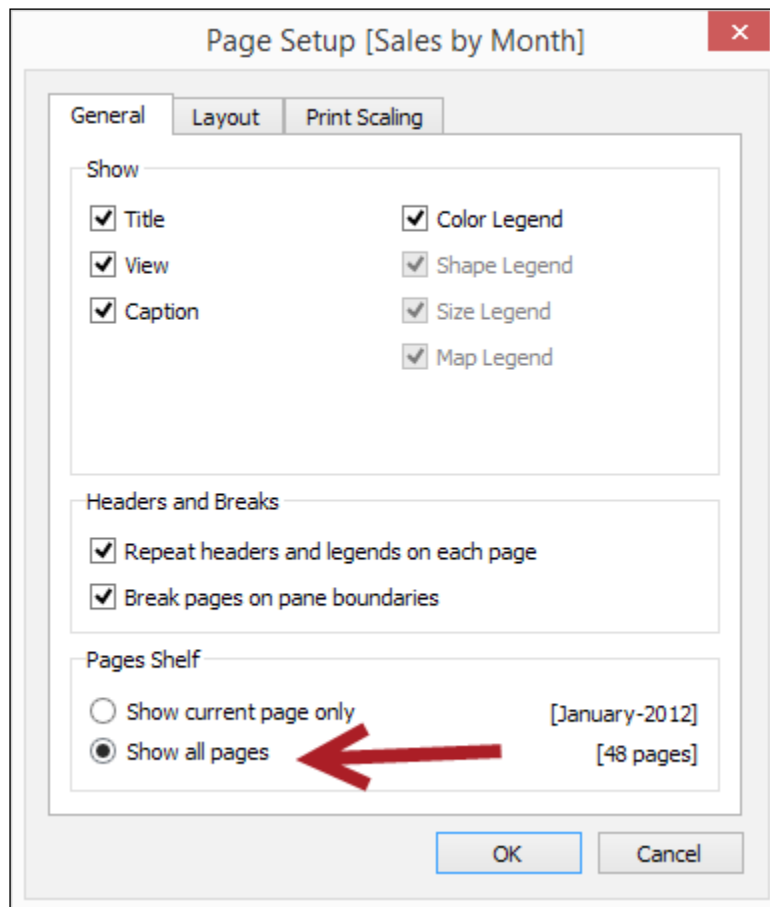 Page Setup [Sales by Month]
General Layout Print Scaling
Show
Title Color Legend
View Shape Legend
Caption Size Legend
Map Legend
Headers and Breaks
Repeat headers and legends on each page
Break pages on pane boundaries
Pages Shelf
Show current page only [January-2012]
Show all pages [48 pages]
OK Cancel